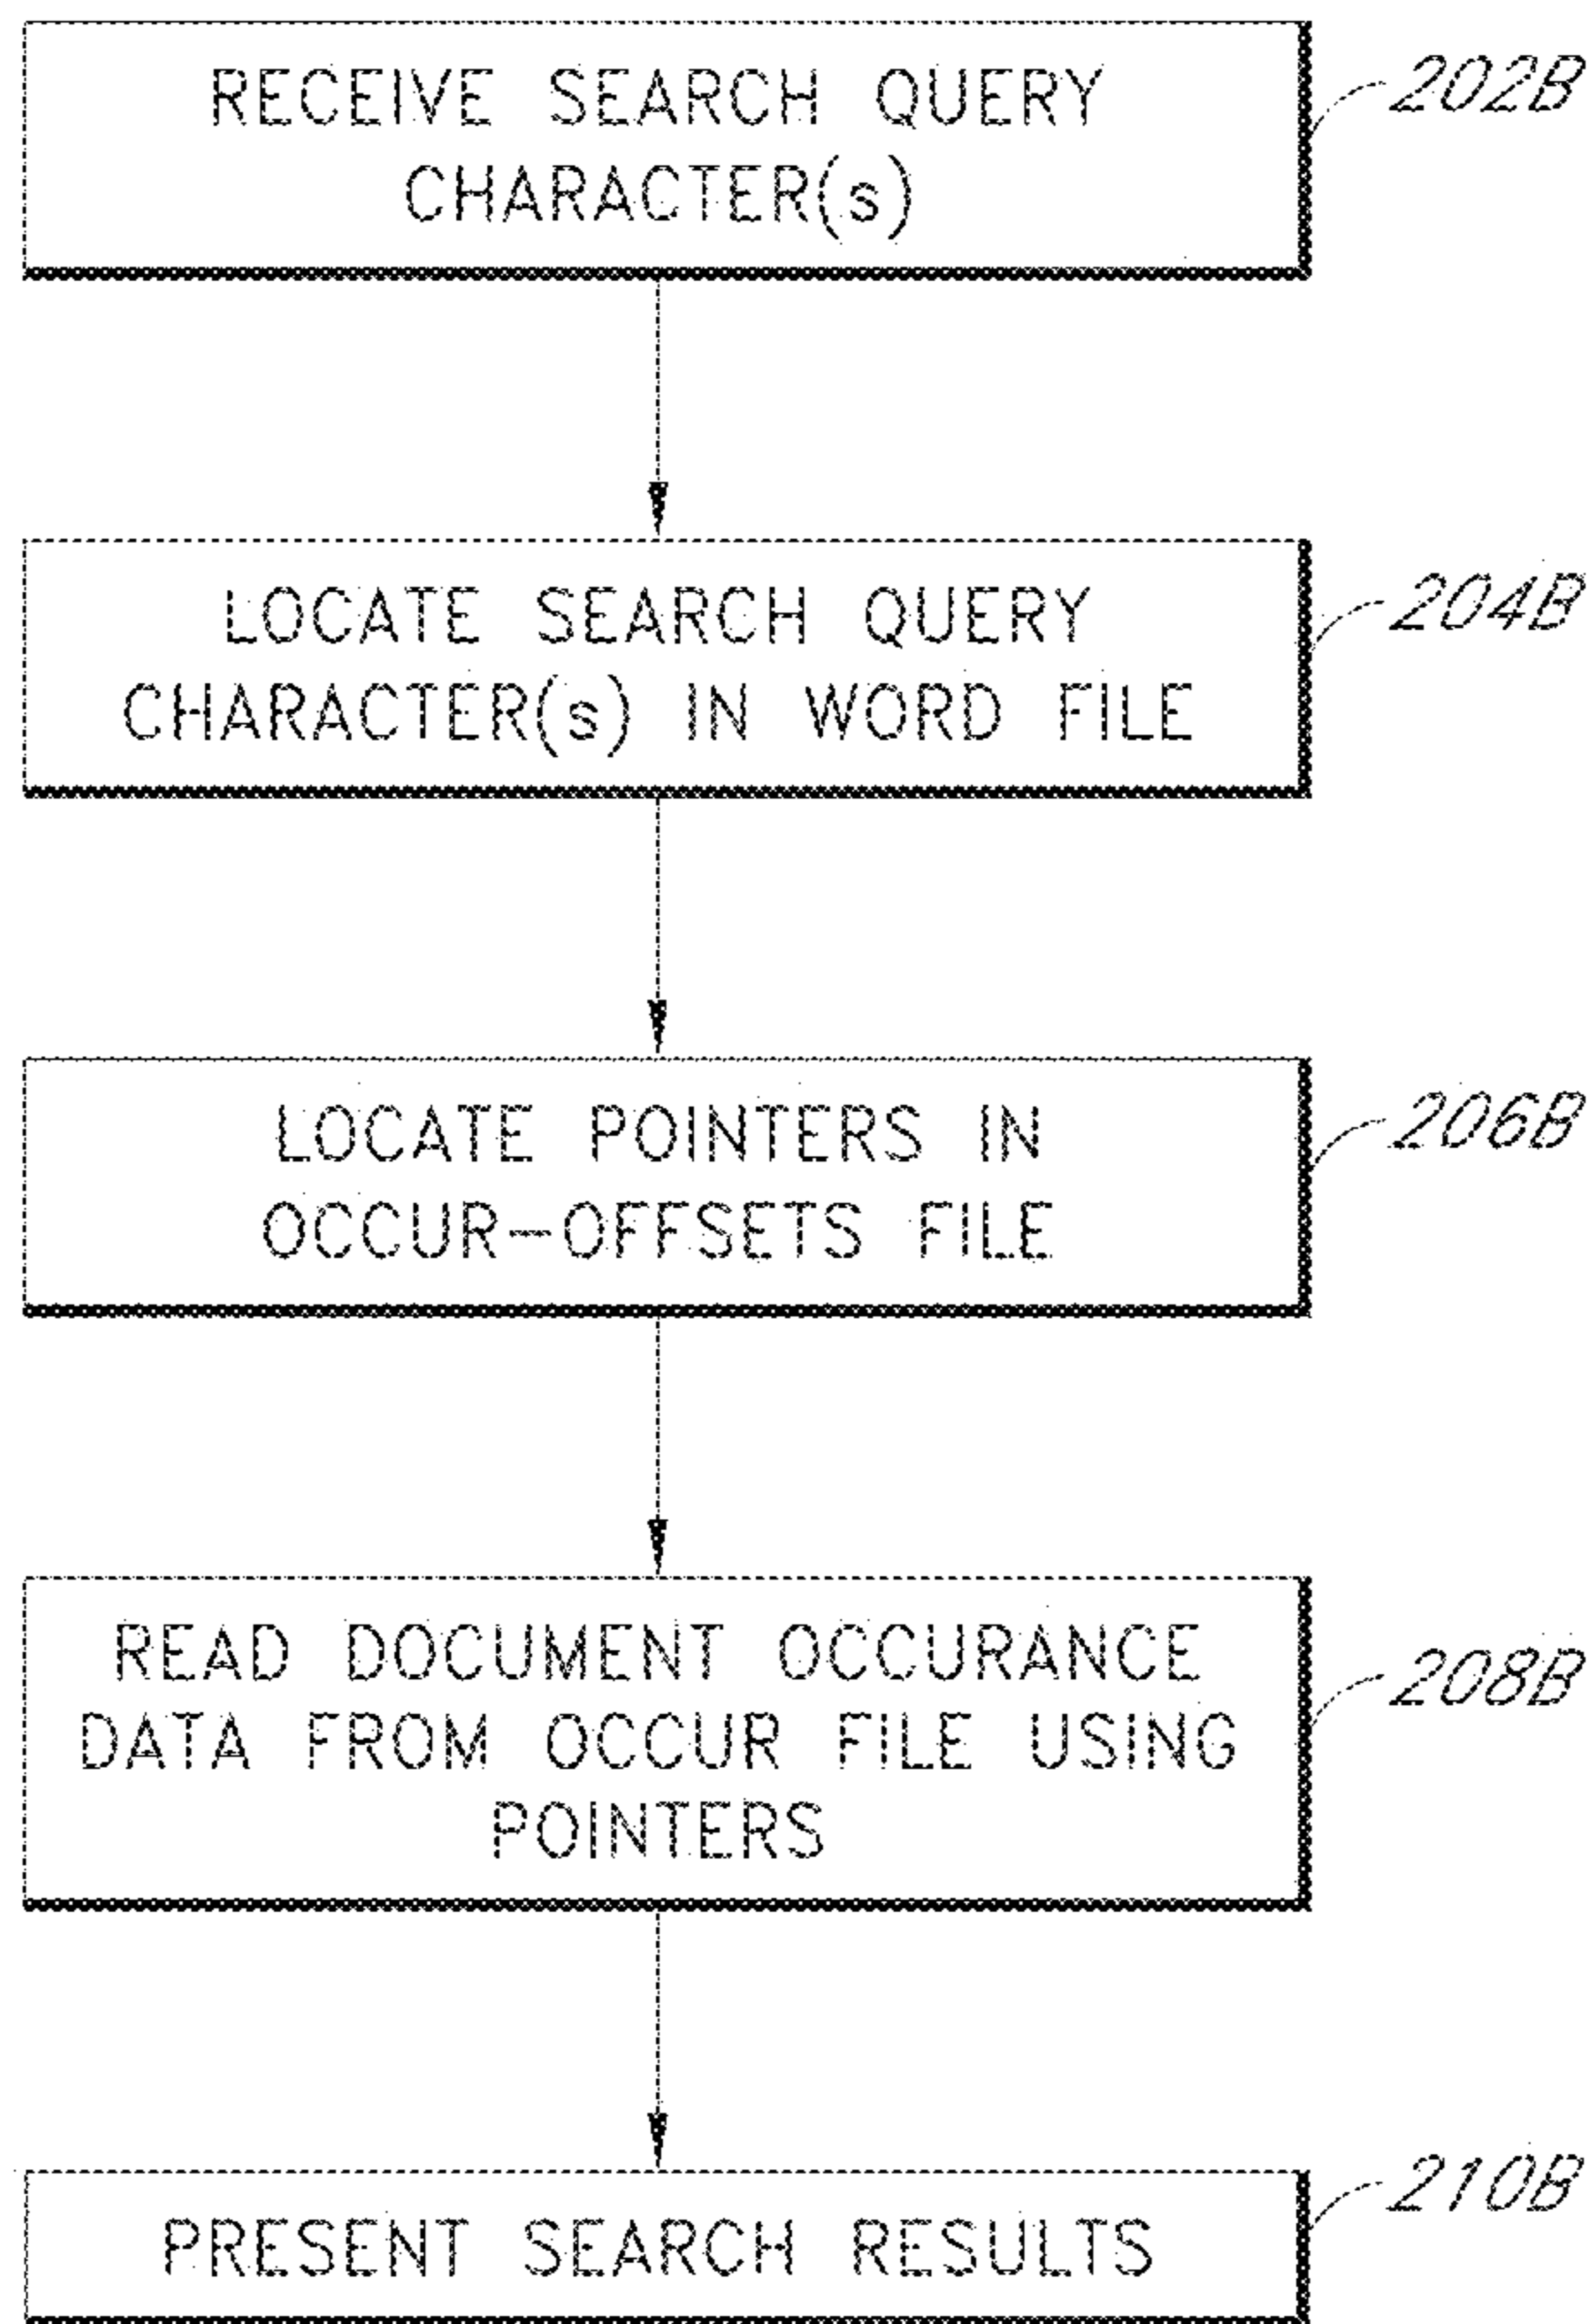 RECEIVE SEARCH QUERY
CHARACTER(s)
202B
LOCATE SEARCH QUERY
CHARACTER(s) IN WORD FILE
204B
LOCATE POINTERS IN
OCCUR-OFFSETS FILE
206B
READ DOCUMENT OCCURANCE
DATA FROM OCCUR FILE USING
POINTERS
208B
PRESENT SEARCH RESULTS
210B